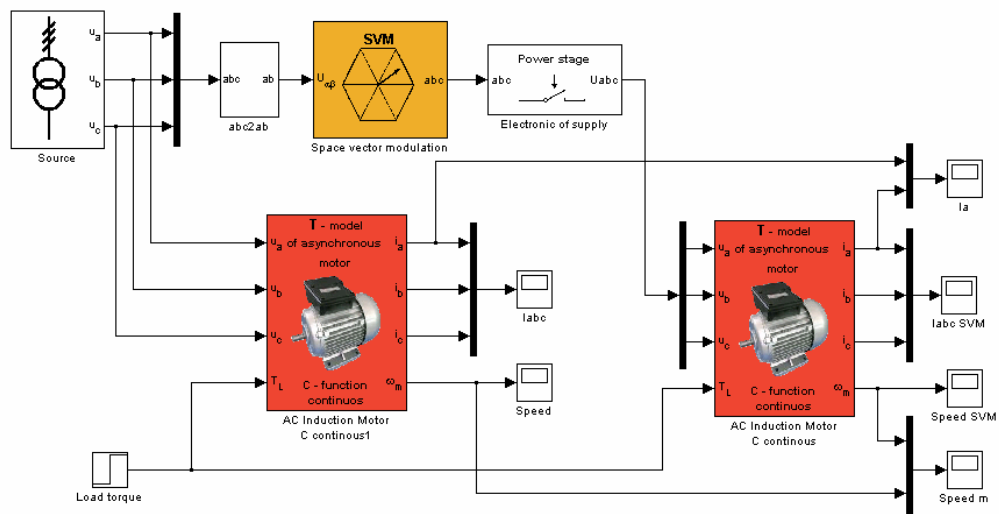 u_a
u_b
u_c
Source
abc ab
abc2ab
SVM
U_αβ abc
Space vector modulation
Power stage
abc Uabc
Electronic of supply
Ia
T - model
of asynchronous
motor
u_a i_a
u_b i_b
u_c i_c
T_L ω_m
C - function
continuos
AC Induction Motor
C continous1
Iabc
Speed
T - model
of asynchronous
motor
u_a i_a
u_b i_b
u_c i_c
T_L ω_m
C - function
continuos
AC Induction Motor
C continous
Iabc SVM
Speed SVM
Load torque
Speed m